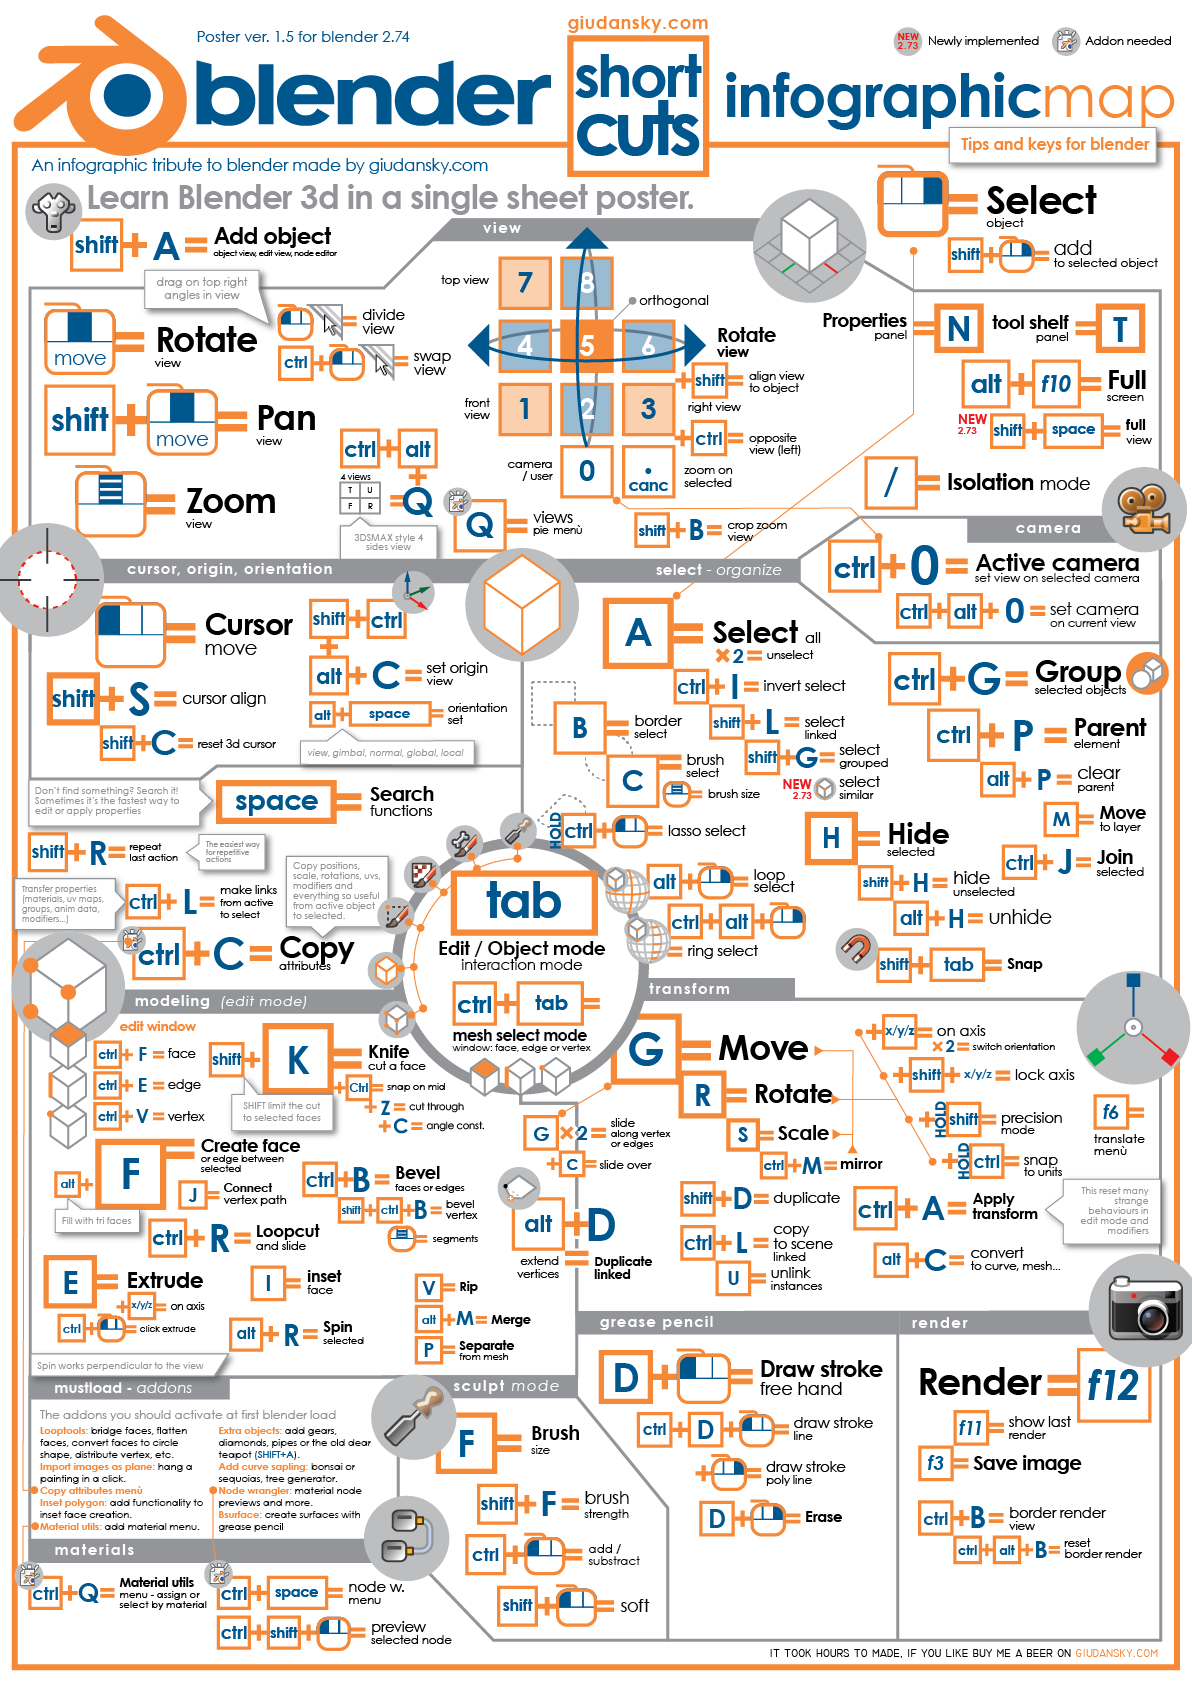 giudansky.com
Poster ver. 1.5 for blender 2.74
NEW 2.73 Newly implemented
Addon needed
blender
short cuts
infographicmap
Tips and keys for blender
An infographic tribute to blender made by giudansky.com
Learn Blender 3d in a single sheet poster.
shift + A = Add object
object view, edit view, node editor
Select
object
shift + = add
to selected object
view
drag on top right
angles in view
move
Rotate
view
divide
view
ctrl + = swap
view
shift + move = Pan
view
Zoom
view
ctrl + alt
+
4 views
T U
F R
= Q
3DSMAX style 4
sides view
Q = views
pie menù
top view 7 8
orthogonal
4 5 6
Rotate
view
+ shift = align view
to object
front
view
1 2 3
right view
+ ctrl = opposite
view (left)
camera
/ user
0
.
canc
zoom on
selected
shift + B = crop zoom
view
Properties
panel
= N
tool shelf
panel
= T
alt + f10 = Full
screen
NEW
2.73
shift + space = full
view
/ = Isolation mode
camera
ctrl + 0 = Active camera
set view on selected camera
ctrl + alt + 0 = set camera
on current view
cursor, origin, orientation
Cursor
move
shift + S = cursor align
shift + C = reset 3d cursor
shift + ctrl
+
alt + C = set origin
view
alt + space = orientation
set
view, gimbal, normal, global, local
select - organize
A = Select all
×2 = unselect
ctrl + I = invert select
shift + L = select
linked
shift + G = select
grouped
NEW
2.73
select
similar
B = border
select
C = brush
select
= brush size
HOLD ctrl + = lasso select
alt + = loop
select
ctrl + alt +
= ring select
ctrl + G = Group
selected objects
ctrl + P = Parent
element
alt + P = clear
parent
M = Move
to layer
ctrl + J = Join
selected
H = Hide
selected
shift + H = hide
unselected
alt + H = unhide
shift + tab = Snap
Don't find something? Search it!
Sometimes it's the fastest way to
edit or apply properties
space = Search
functions
shift + R = repeat
last action
The easiest way
for repetitive
actions
Transfer properties
(materials, uv maps,
groups, anim data,
modifiers...)
ctrl + L = make links
from active
to select
Copy positions,
scale, rotations, uvs,
modifiers and
everything so useful
from active object
to selected.
ctrl + C = Copy
attributes
tab
Edit / Object mode
interaction mode
ctrl + tab =
mesh select mode
window: face, edge or vertex
modeling (edit mode)
edit window
ctrl + F = face
ctrl + E = edge
ctrl + V = vertex
shift + K = Knife
cut a face
+ Ctrl = snap on mid
+ Z = cut through
+ C = angle const.
SHIFT limit the cut
to selected faces
alt + F = Create face
or edge between
selected
Fill with tri faces
J = Connect
vertex path
ctrl + B = Bevel
faces or edges
shift + ctrl + B = bevel
vertex
= segments
ctrl + R = Loopcut
and slide
E = Extrude
+ x/y/z = on axis
ctrl + = click extrude
I = inset
face
alt + R = Spin
selected
Spin works perpendicular to the view
V = Rip
alt + M = Merge
P = Separate
from mesh
transform
G = Move
R = Rotate
S = Scale
ctrl + M = mirror
G ×2 = slide
along vertex
or edges
+ C = slide over
alt + D
extend
vertices
= Duplicate
linked
shift + D = duplicate
ctrl + L = copy
to scene
linked
U = unlink
instances
+ x/y/z = on axis
×2 = switch orientation
+ shift + x/y/z = lock axis
+ HOLD shift = precision
mode
+ HOLD ctrl = snap
to units
f6 =
translate
menù
ctrl + A = Apply
transform
This reset many
strange
behaviours in
edit mode and
modifiers
alt + C = convert
to curve, mesh...
mustload - addons
The addons you should activate at first blender load
Looptools: bridge faces, flatten
faces, convert faces to circle
shape, distribute vertex, etc.
Import images as plane: hang a
painting in a click.
Copy attributes menù
Inset polygon: add functionality to
inset face creation.
Material utils: add material menu.
Extra objects: add gears,
diamonds, pipes or the old dear
teapot (SHIFT+A).
Add curve sapling: bonsai or
sequoias, tree generator.
Node wrangler: material node
previews and more.
Bsurface: create surfaces with
grease pencil
materials
ctrl + Q = Material utils
menu - assign or
select by material
ctrl + space = node w.
menu
ctrl + shift + = preview
selected node
sculpt mode
F = Brush
size
shift + F = brush
strength
ctrl + = add /
substract
shift + = soft
grease pencil
D + = Draw stroke
free hand
ctrl + D + = draw stroke
line
+ = draw stroke
poly line
D + = Erase
render
Render = f12
f11 = show last
render
f3 = Save image
ctrl + B = border render
view
ctrl + alt + B = reset
border render
IT TOOK HOURS TO MADE, IF YOU LIKE BUY ME A BEER ON GIUDANSKY.COM